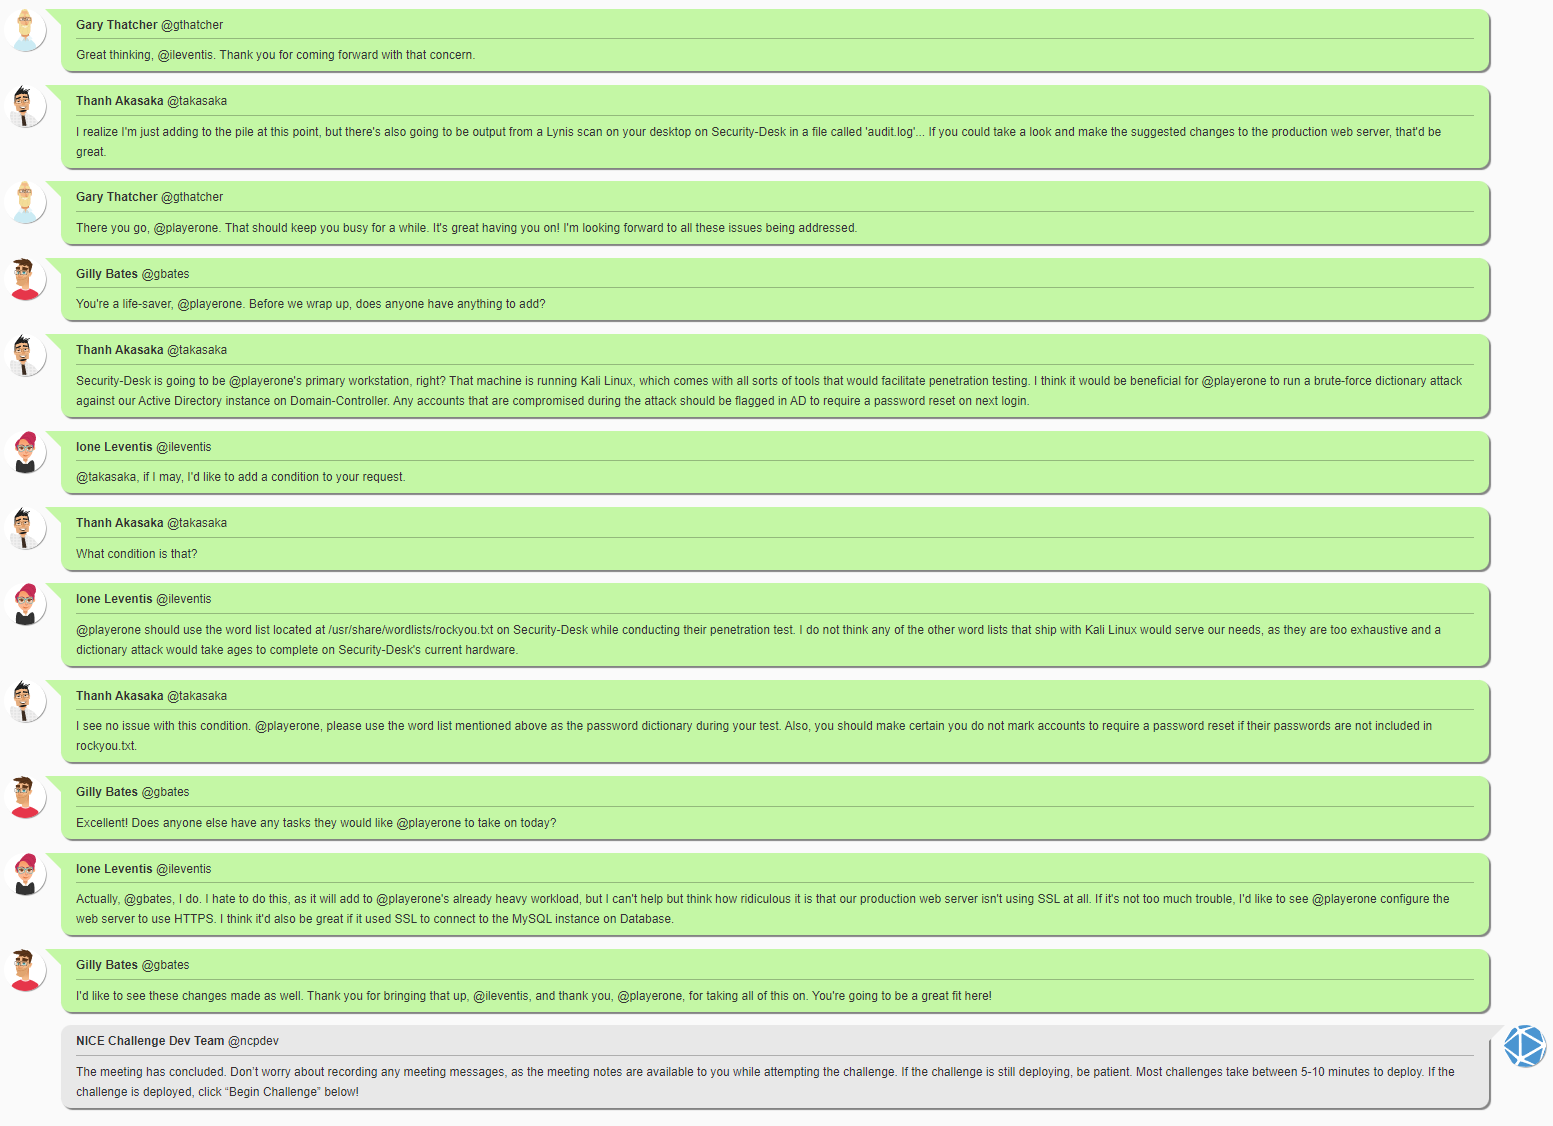 Gary Thatcher @gthatcher
Great thinking, @ileventis. Thank you for coming forward with that concern.
Thanh Akasaka @takasaka
I realize I'm just adding to the pile at this point, but there's also going to be output from a Lynis scan on your desktop on Security-Desk in a file called 'audit.log'... If you could take a look and make the suggested changes to the production web server, that'd be
great.
Gary Thatcher @gthatcher
There you go, @playerone. That should keep you busy for a while. It's great having you on! I'm looking forward to all these issues being addressed.
Gilly Bates @gbates
You're a life-saver, @playerone. Before we wrap up, does anyone have anything to add?
Thanh Akasaka @takasaka
Security-Desk is going to be @playerone's primary workstation, right? That machine is running Kali Linux, which comes with all sorts of tools that would facilitate penetration testing. I think it would be beneficial for @playerone to run a brute-force dictionary attack
against our Active Directory instance on Domain-Controller. Any accounts that are compromised during the attack should be flagged in AD to require a password reset on next login.
Ione Leventis @ileventis
@takasaka, if I may, I'd like to add a condition to your request.
Thanh Akasaka @takasaka
What condition is that?
Ione Leventis @ileventis
@playerone should use the word list located at /usr/share/wordlists/rockyou.txt on Security-Desk while conducting their penetration test. I do not think any of the other word lists that ship with Kali Linux would serve our needs, as they are too exhaustive and a
dictionary attack would take ages to complete on Security-Desk's current hardware.
Thanh Akasaka @takasaka
I see no issue with this condition. @playerone, please use the word list mentioned above as the password dictionary during your test. Also, you should make certain you do not mark accounts to require a password reset if their passwords are not included in
rockyou.txt.
Gilly Bates @gbates
Excellent! Does anyone else have any tasks they would like @playerone to take on today?
Ione Leventis @ileventis
Actually, @gbates, I do. I hate to do this, as it will add to @playerone's already heavy workload, but I can't help but think how ridiculous it is that our production web server isn't using SSL at all. If it's not too much trouble, I'd like to see @playerone configure the
web server to use HTTPS. I think it'd also be great if it used SSL to connect to the MySQL instance on Database.
Gilly Bates @gbates
I'd like to see these changes made as well. Thank you for bringing that up, @ileventis, and thank you, @playerone, for taking all of this on. You're going to be a great fit here!
NICE Challenge Dev Team @ncpdev
The meeting has concluded. Don’t worry about recording any meeting messages, as the meeting notes are available to you while attempting the challenge. If the challenge is still deploying, be patient. Most challenges take between 5-10 minutes to deploy. If the
challenge is deployed, click “Begin Challenge” below!